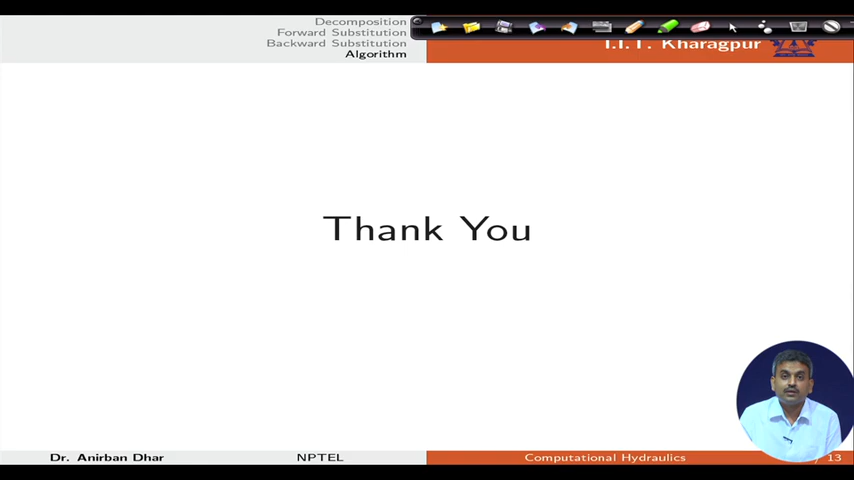 Decomposition
Forward Substitution
Backward Substitution
Algorithm
I.I.T. Kharagpur
Thank You
Dr. Anirban Dhar
NPTEL
Computational Hydraulics
/ 13